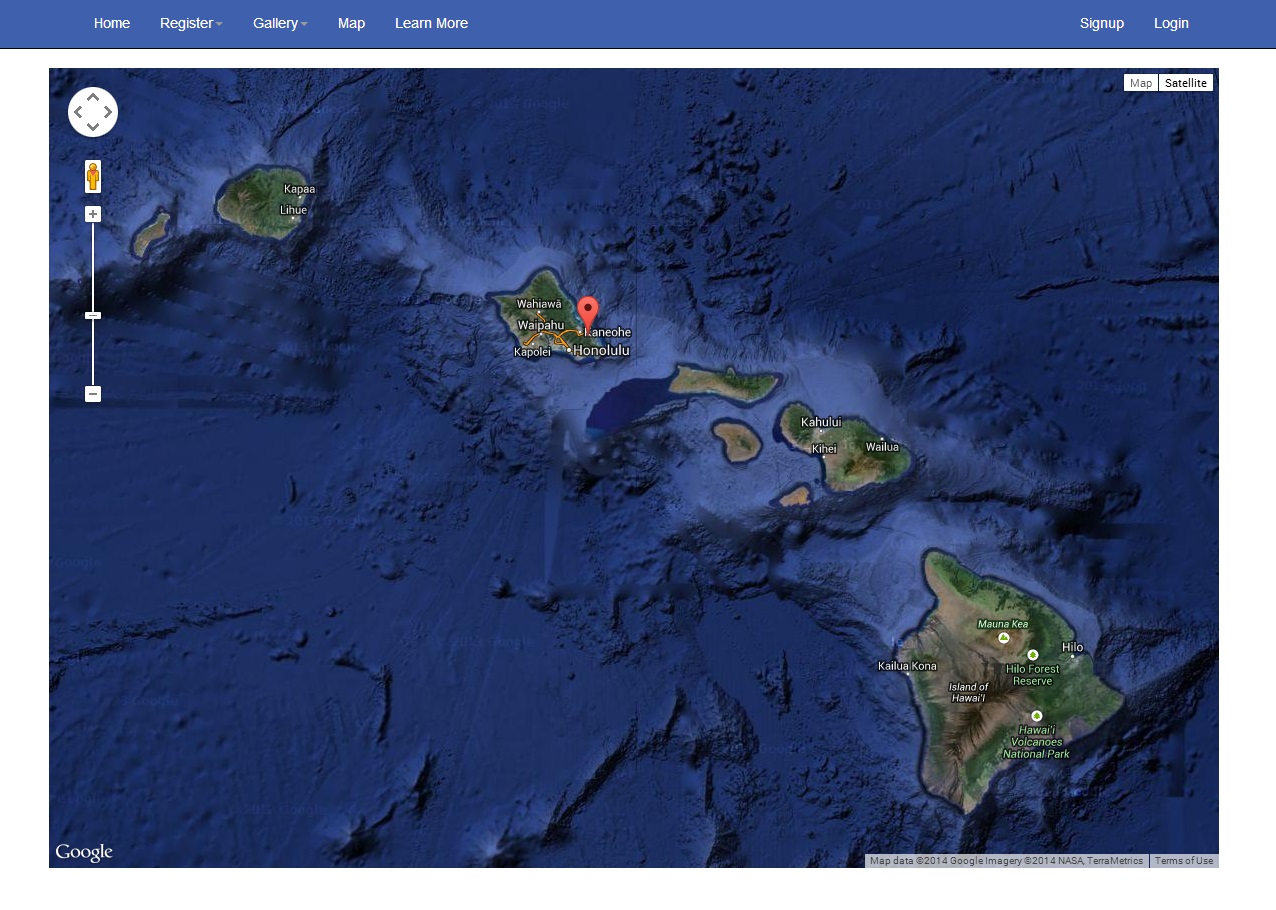 Home Register Gallery Map Learn More Signup Login
Map Satellite
Kapaa
Lihue
Wahiawā
Waipahu
Kaneohe
Kapolei
Honolulu
Kahului
Kihei
Wailua
Mauna Kea
Hilo
Hilo Forest
Reserve
Kailua Kona
Island of
Hawai'i
Hawai'i
Volcanoes
National Park
Google
Map data ©2014 Google Imagery ©2014 NASA, TerraMetrics Terms of Use